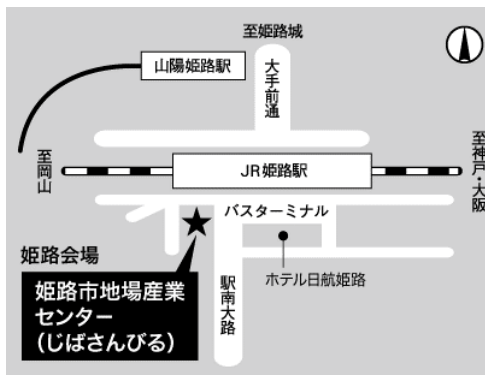 至姫路城
山陽姫路駅
大手前通
至岡山
JR姫路駅
至神戸・大阪
バスターミナル
姫路会場
姫路市地場産業
センター
(じばさんびる)
駅南大路
ホテル日航姫路